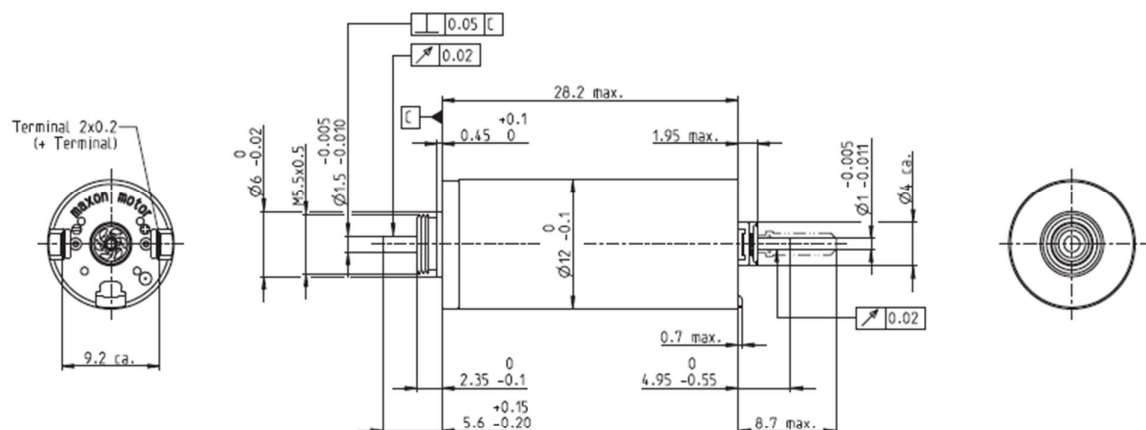 ⊥ 0.05 C
↗ 0.02
28.2 max.
C
+0.1
0.45 0
1.95 max.
Terminal 2x0.2
(+ Terminal)
maxon motor
0
Ø6 -0.02
M5.5x0.5
-0.005
Ø1.5 -0.010
0
Ø12 -0.1
-0.005
Ø1 -0.011
Ø4 ca.
↗ 0.02
0.7 max.
9.2 ca.
0
2.35 -0.1
0
4.95 -0.55
+0.15
5.6 -0.20
8.7 max.